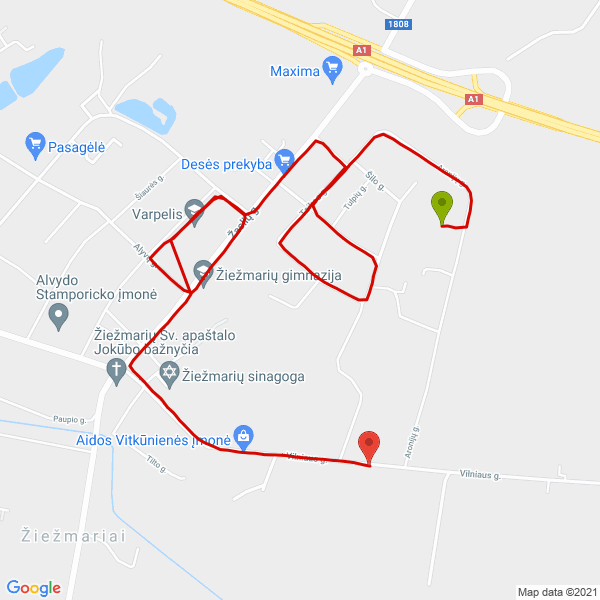 1808
A1
Maxima
A1
Pasagėlė
Desės prekyba
Šilo g.
Tulpių g.
Šiaurės g.
Varpelis
Žaslių g.
Alyvų g.
Žiežmarių gimnazija
Alvydo
Stamporicko įmonė
Žiežmarių Šv. apaštalo
Jokūbo bažnyčia
Žiežmarių sinagoga
Paupio g.
Aidos Vitkūnienės įmonė
Vilniaus g.
Aronijų g.
Tilto g.
Vilniaus g.
Žiežmariai
Google
Map data ©2021